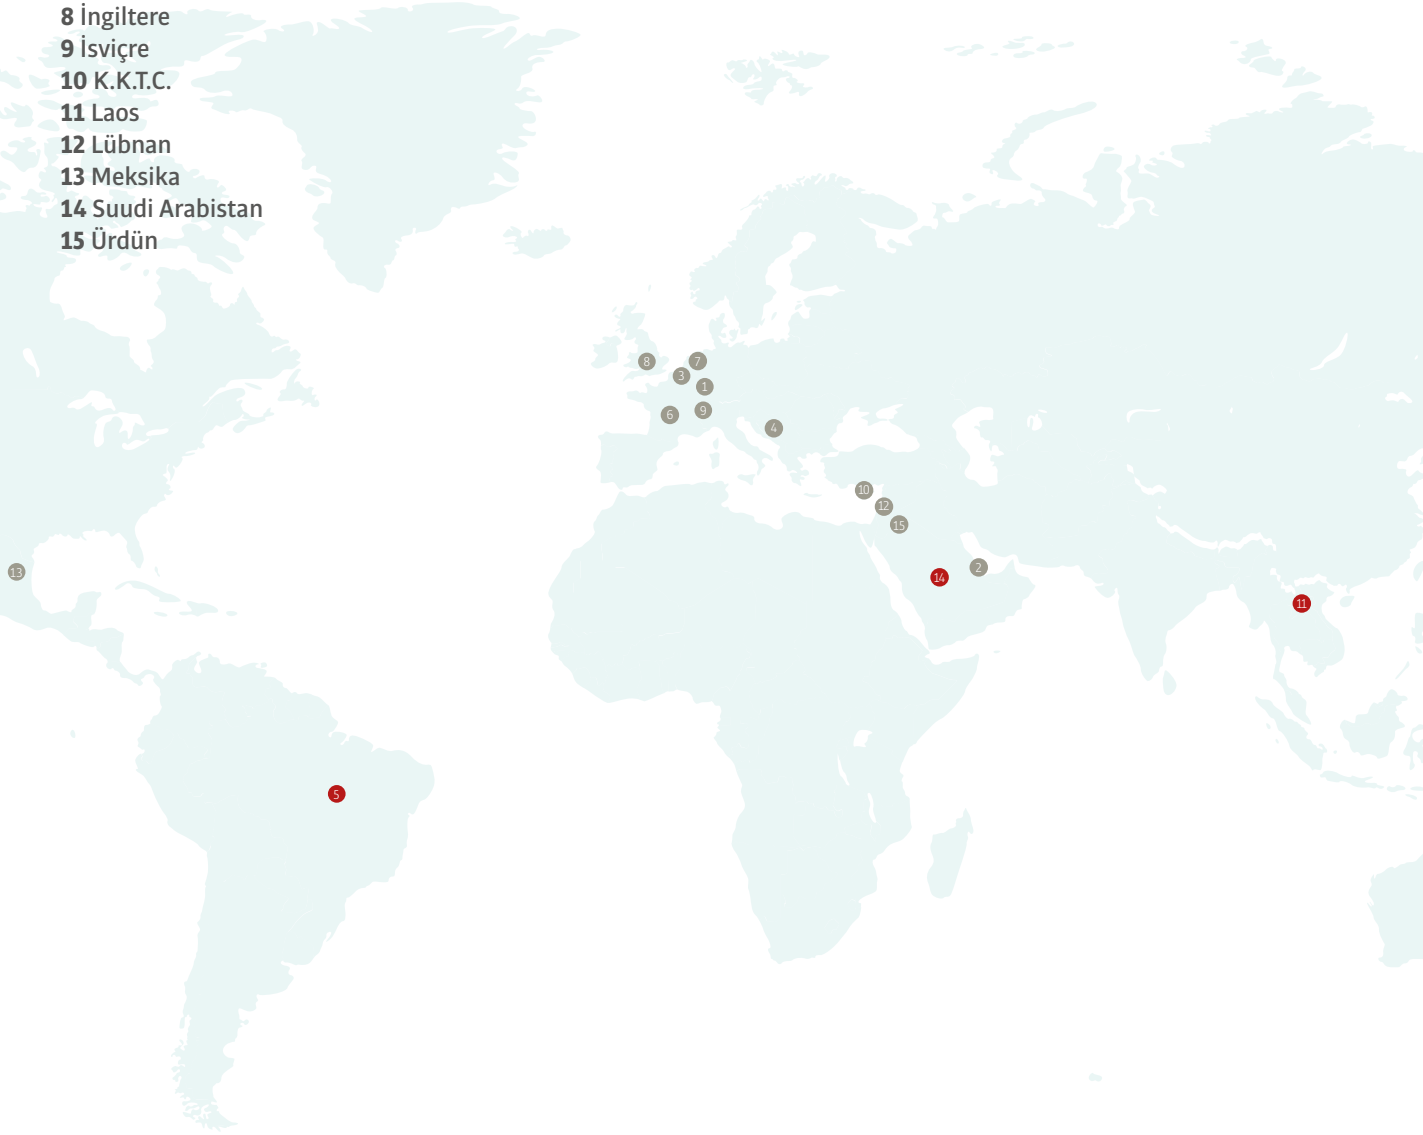 8 İngiltere
9 İsviçre
10 K.K.T.C.
11 Laos
12 Lübnan
13 Meksika
14 Suudi Arabistan
15 Ürdün
8
7
3
1
6
9
4
10
12
15
13
14
2
11
5